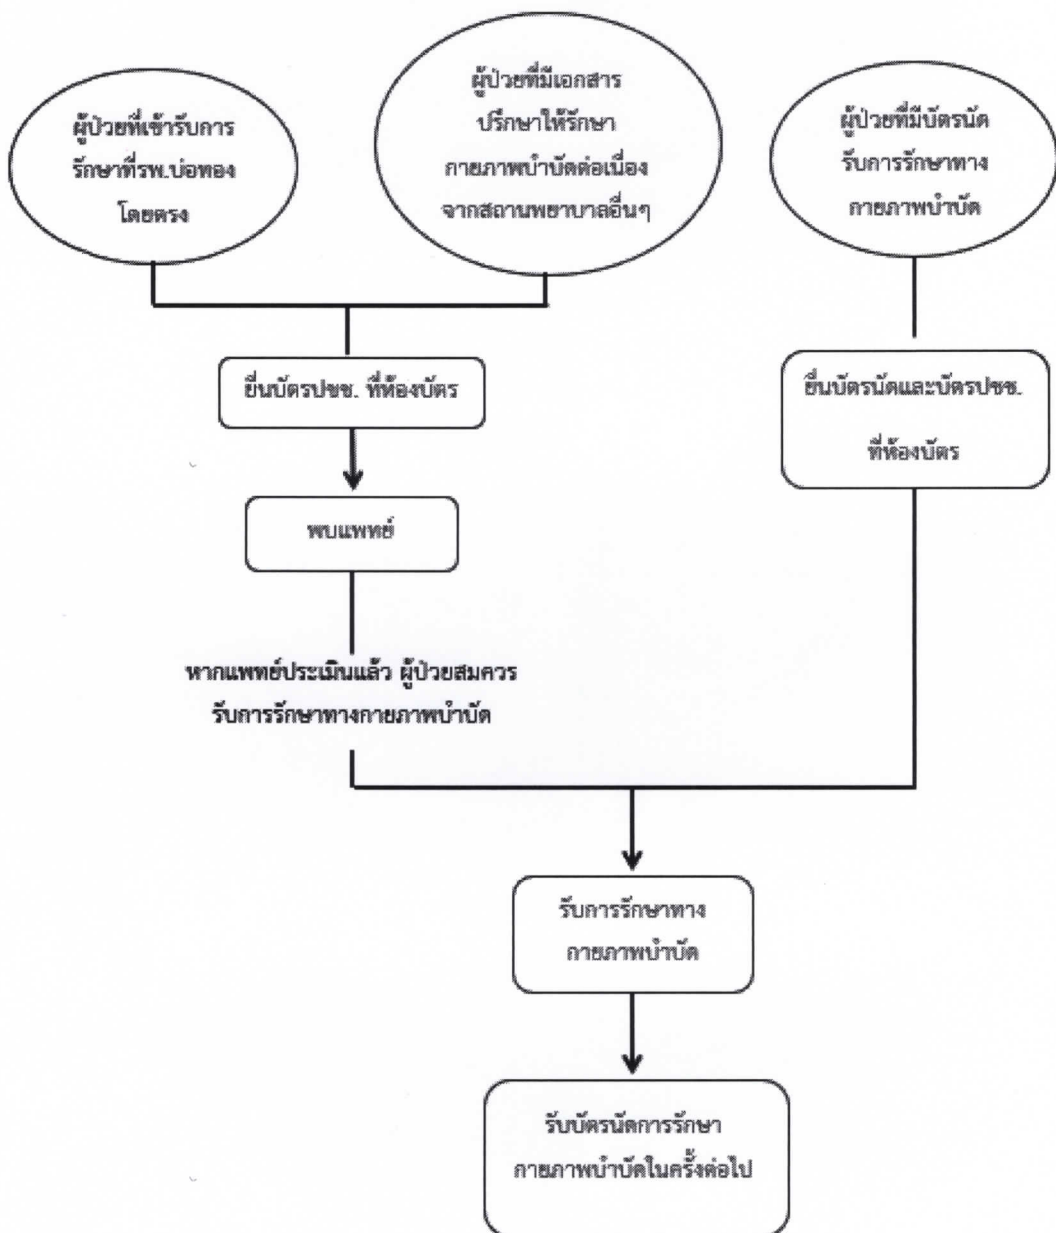 ผู้ป่วยที่เข้ารับการ
รักษาที่รพ.บ่อทอง
โดยตรง
ผู้ป่วยที่มีเอกสาร
ปรึกษาให้รักษา
กายภาพบำบัดต่อเนื่อง
จากสถานพยาบาลอื่นๆ
ผู้ป่วยที่มีบัตรนัด
รับการรักษาทาง
กายภาพบำบัด
ยื่นบัตรปชช. ที่ห้องบัตร
ยื่นบัตรนัดและบัตรปชช.
ที่ห้องบัตร
พบแพทย์
หากแพทย์ประเมินแล้ว ผู้ป่วยสมควร
รับการรักษาทางกายภาพบำบัด
รับการรักษาทาง
กายภาพบำบัด
รับบัตรนัดการรักษา
กายภาพบำบัดในครั้งต่อไป